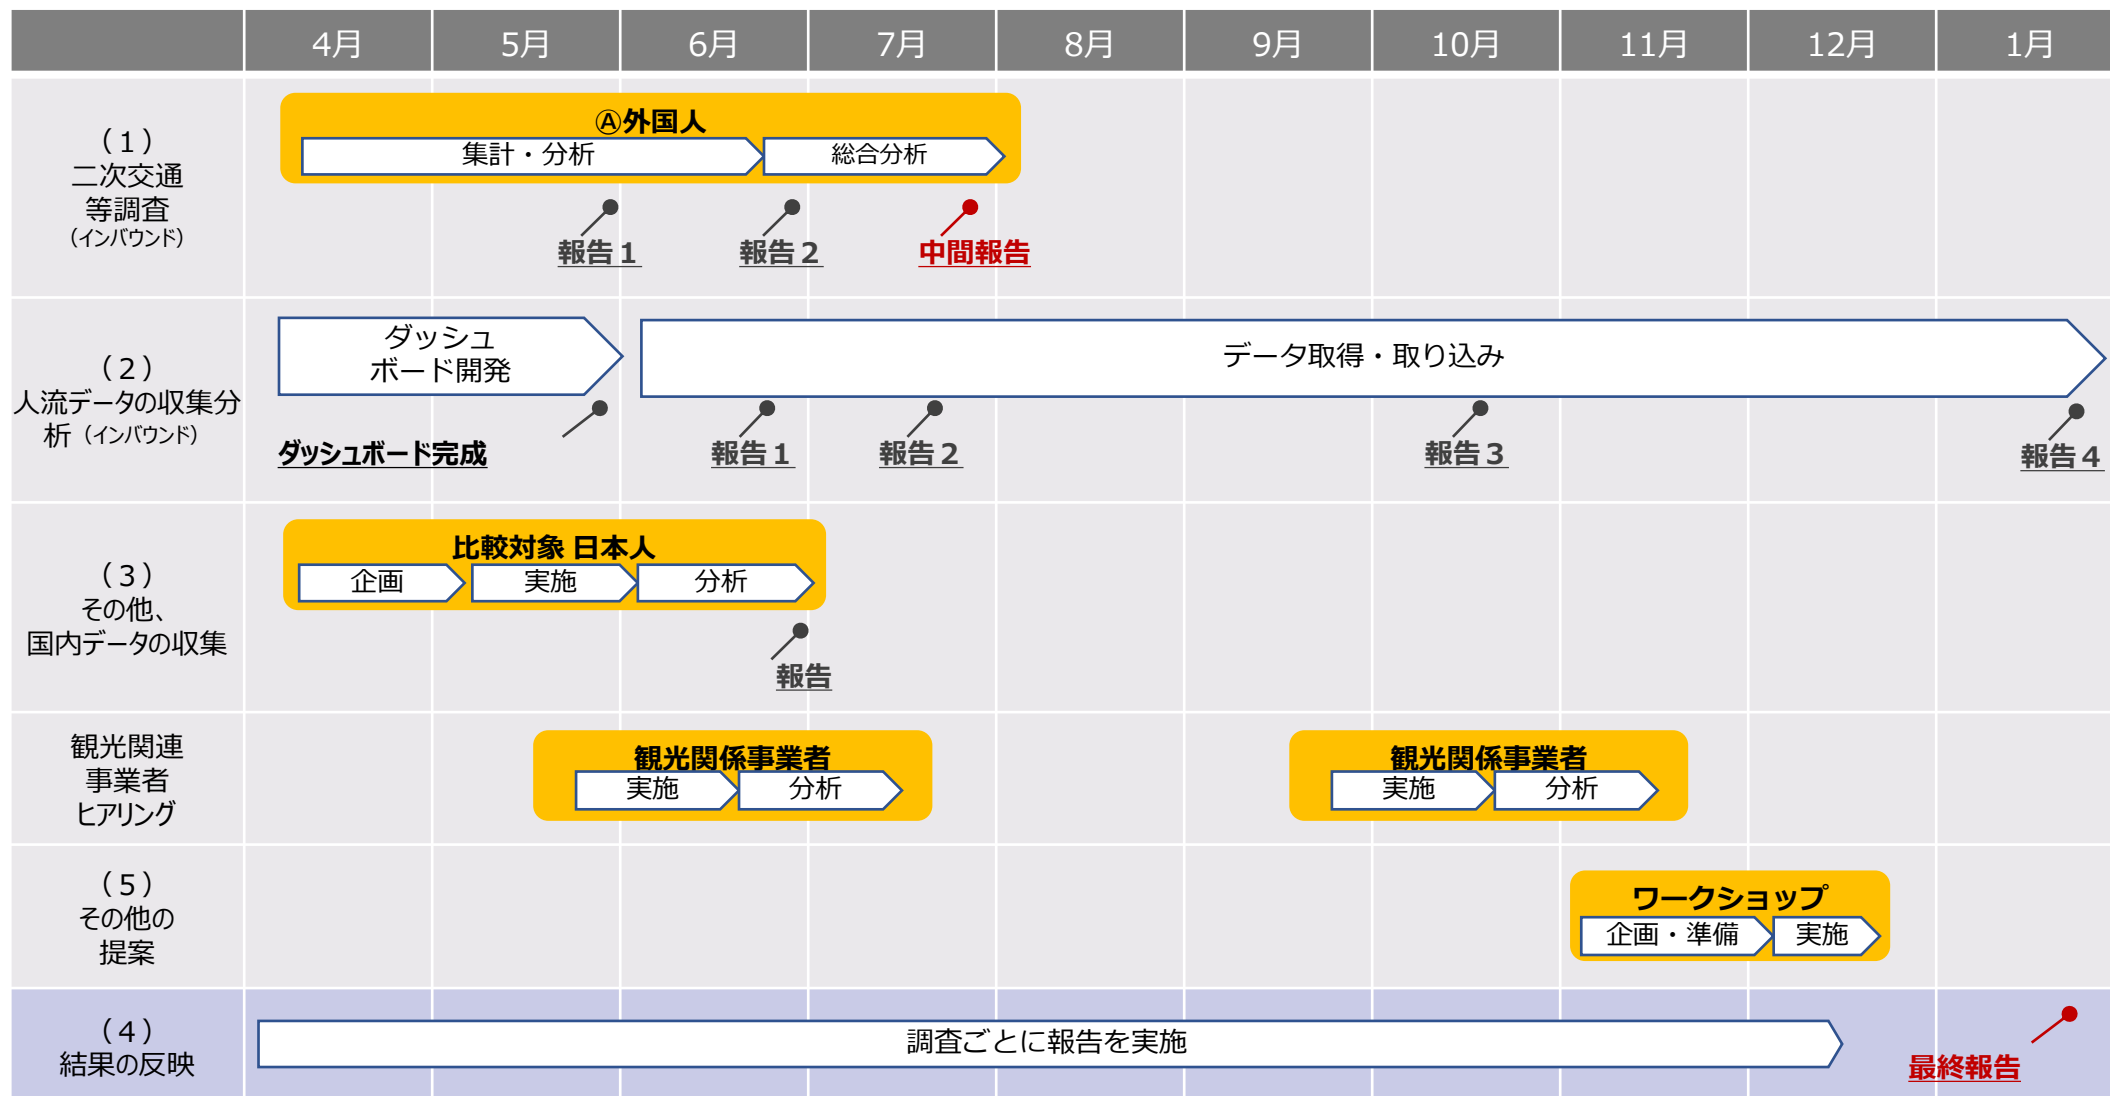 4月 5月 6月 7月 8月 9月 10月 11月 12月 1月
（１）
二次交通
等調査
（インバウンド）
Ⓐ外国人
集計・分析 総合分析
報告１ 報告２ 中間報告
（２）
人流データの収集分
析（インバウンド）
ダッシュ
ボード開発
データ取得・取り込み
ダッシュボード完成 報告１ 報告２ 報告３ 報告４
（３）
その他、
国内データの収集
比較対象 日本人
企画 実施 分析
報告
観光関連
事業者
ヒアリング
観光関係事業者
実施 分析
観光関係事業者
実施 分析
（５）
その他の
提案
ワークショップ
企画・準備 実施
（４）
結果の反映
調査ごとに報告を実施
最終報告